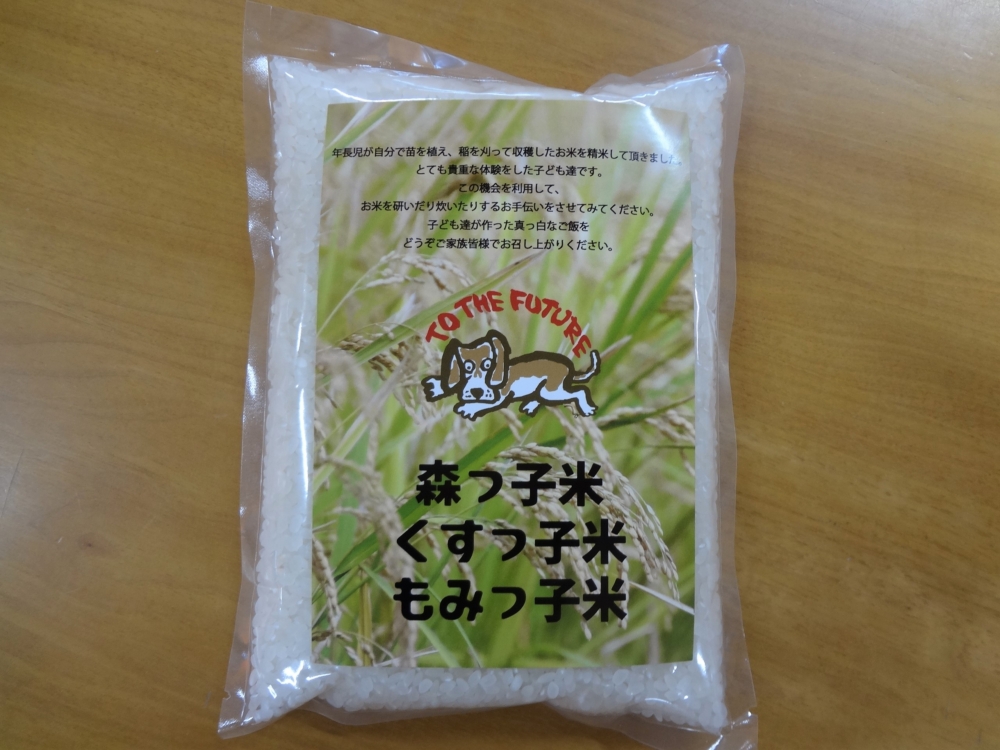 年長児が自分で苗を植え、稲を刈って収穫したお米を精米して頂きました。
とても貴重な体験をした子ども達です。
この機会を利用して、
お米を研いだり炊いたりするお手伝いをさせてみてください。
子ども達が作った真っ白なご飯を
どうぞご家族皆様でお召し上がりください。
TO THE FUTURE
森っ子米
くすっ子米
もみっ子米